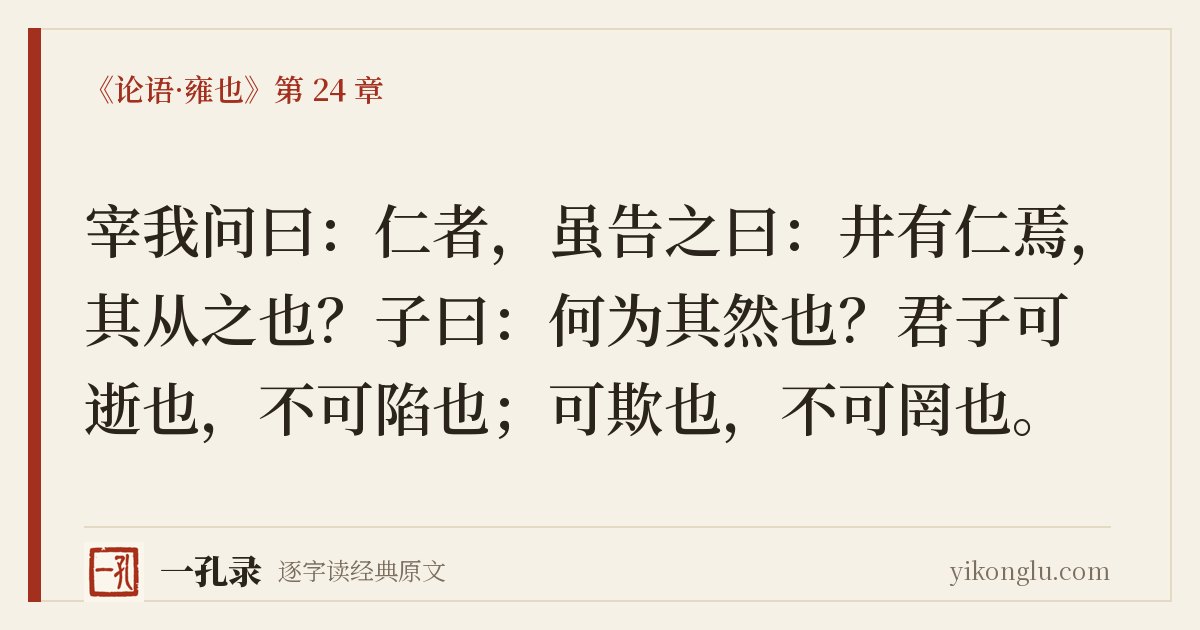 《论语·雍也》第 24 章
宰我问曰：仁者，虽告之曰：井有仁焉，
其从之也？子曰：何为其然也？君子可
逝也，不可陷也；可欺也，不可罔也。
一孔
一孔录 逐字读经典原文 yikonglu.com